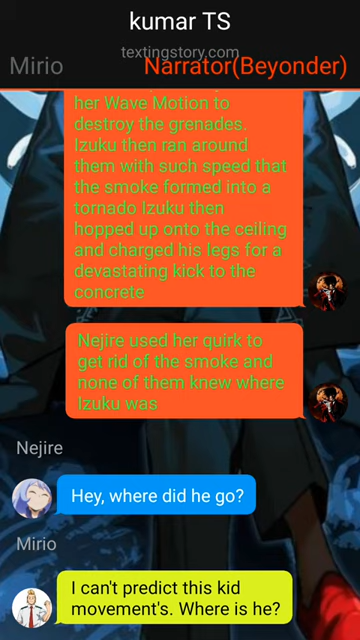 kumar TS
textingstory.com
Mirio
Narrator(Beyonder)
her Wave Motion to
destroy the grenades.
Izuku then ran around
them with such speed that
the smoke formed into a
tornado Izuku then
hopped up onto the ceiling
and charged his legs for a
devastating kick to the
concrete
Nejire used her quirk to
get rid of the smoke and
none of them knew where
Izuku was
Nejire
Hey, where did he go?
Mirio
I can't predict this kid
movement's. Where is he?